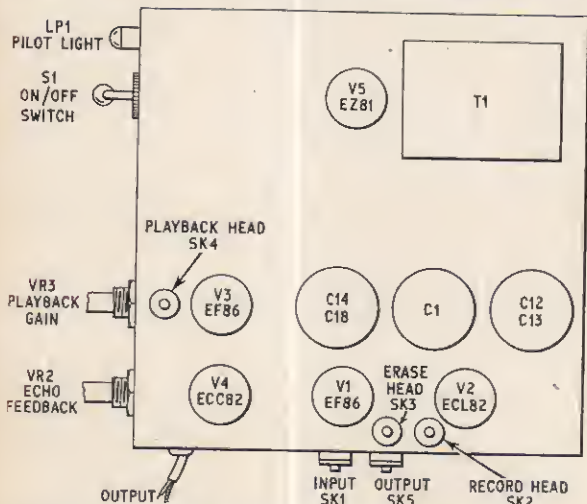 LP1
PILOT LIGHT
S1
ON/OFF
SWITCH
V5
EZ81
T1
PLAYBACK HEAD
SK4
VR3
PLAYBACK
GAIN
V3
EF86
C14
C18
C1
C12
C13
VR2
ECHO
FEEDBACK
V4
ECC82
V1
EF86
ERASE
HEAD
SK3
V2
ECL82
OUTPUT
INPUT
SK1
OUTPUT
SK5
RECORD HEAD
SK2